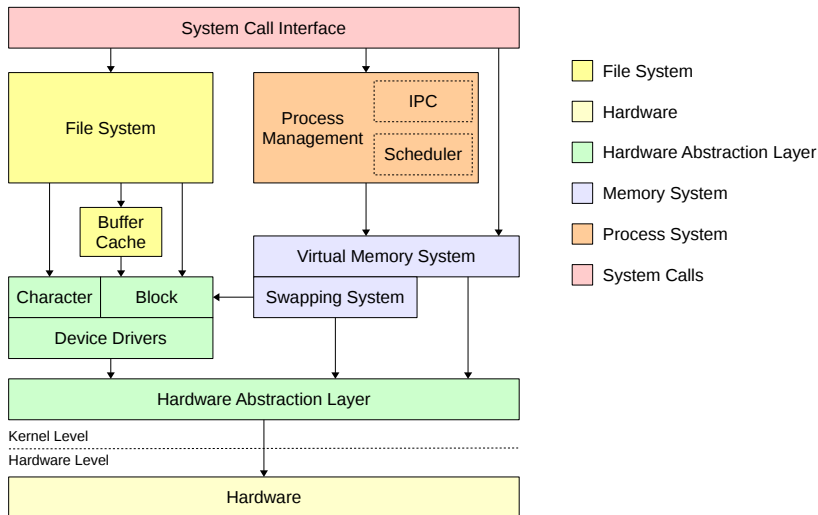 System Call Interface
File System
Process
Management
IPC
Scheduler
Buffer
Cache
Virtual Memory System
Character
Block
Swapping System
Device Drivers
Hardware Abstraction Layer
Kernel Level
Hardware Level
Hardware
File System
Hardware
Hardware Abstraction Layer
Memory System
Process System
System Calls